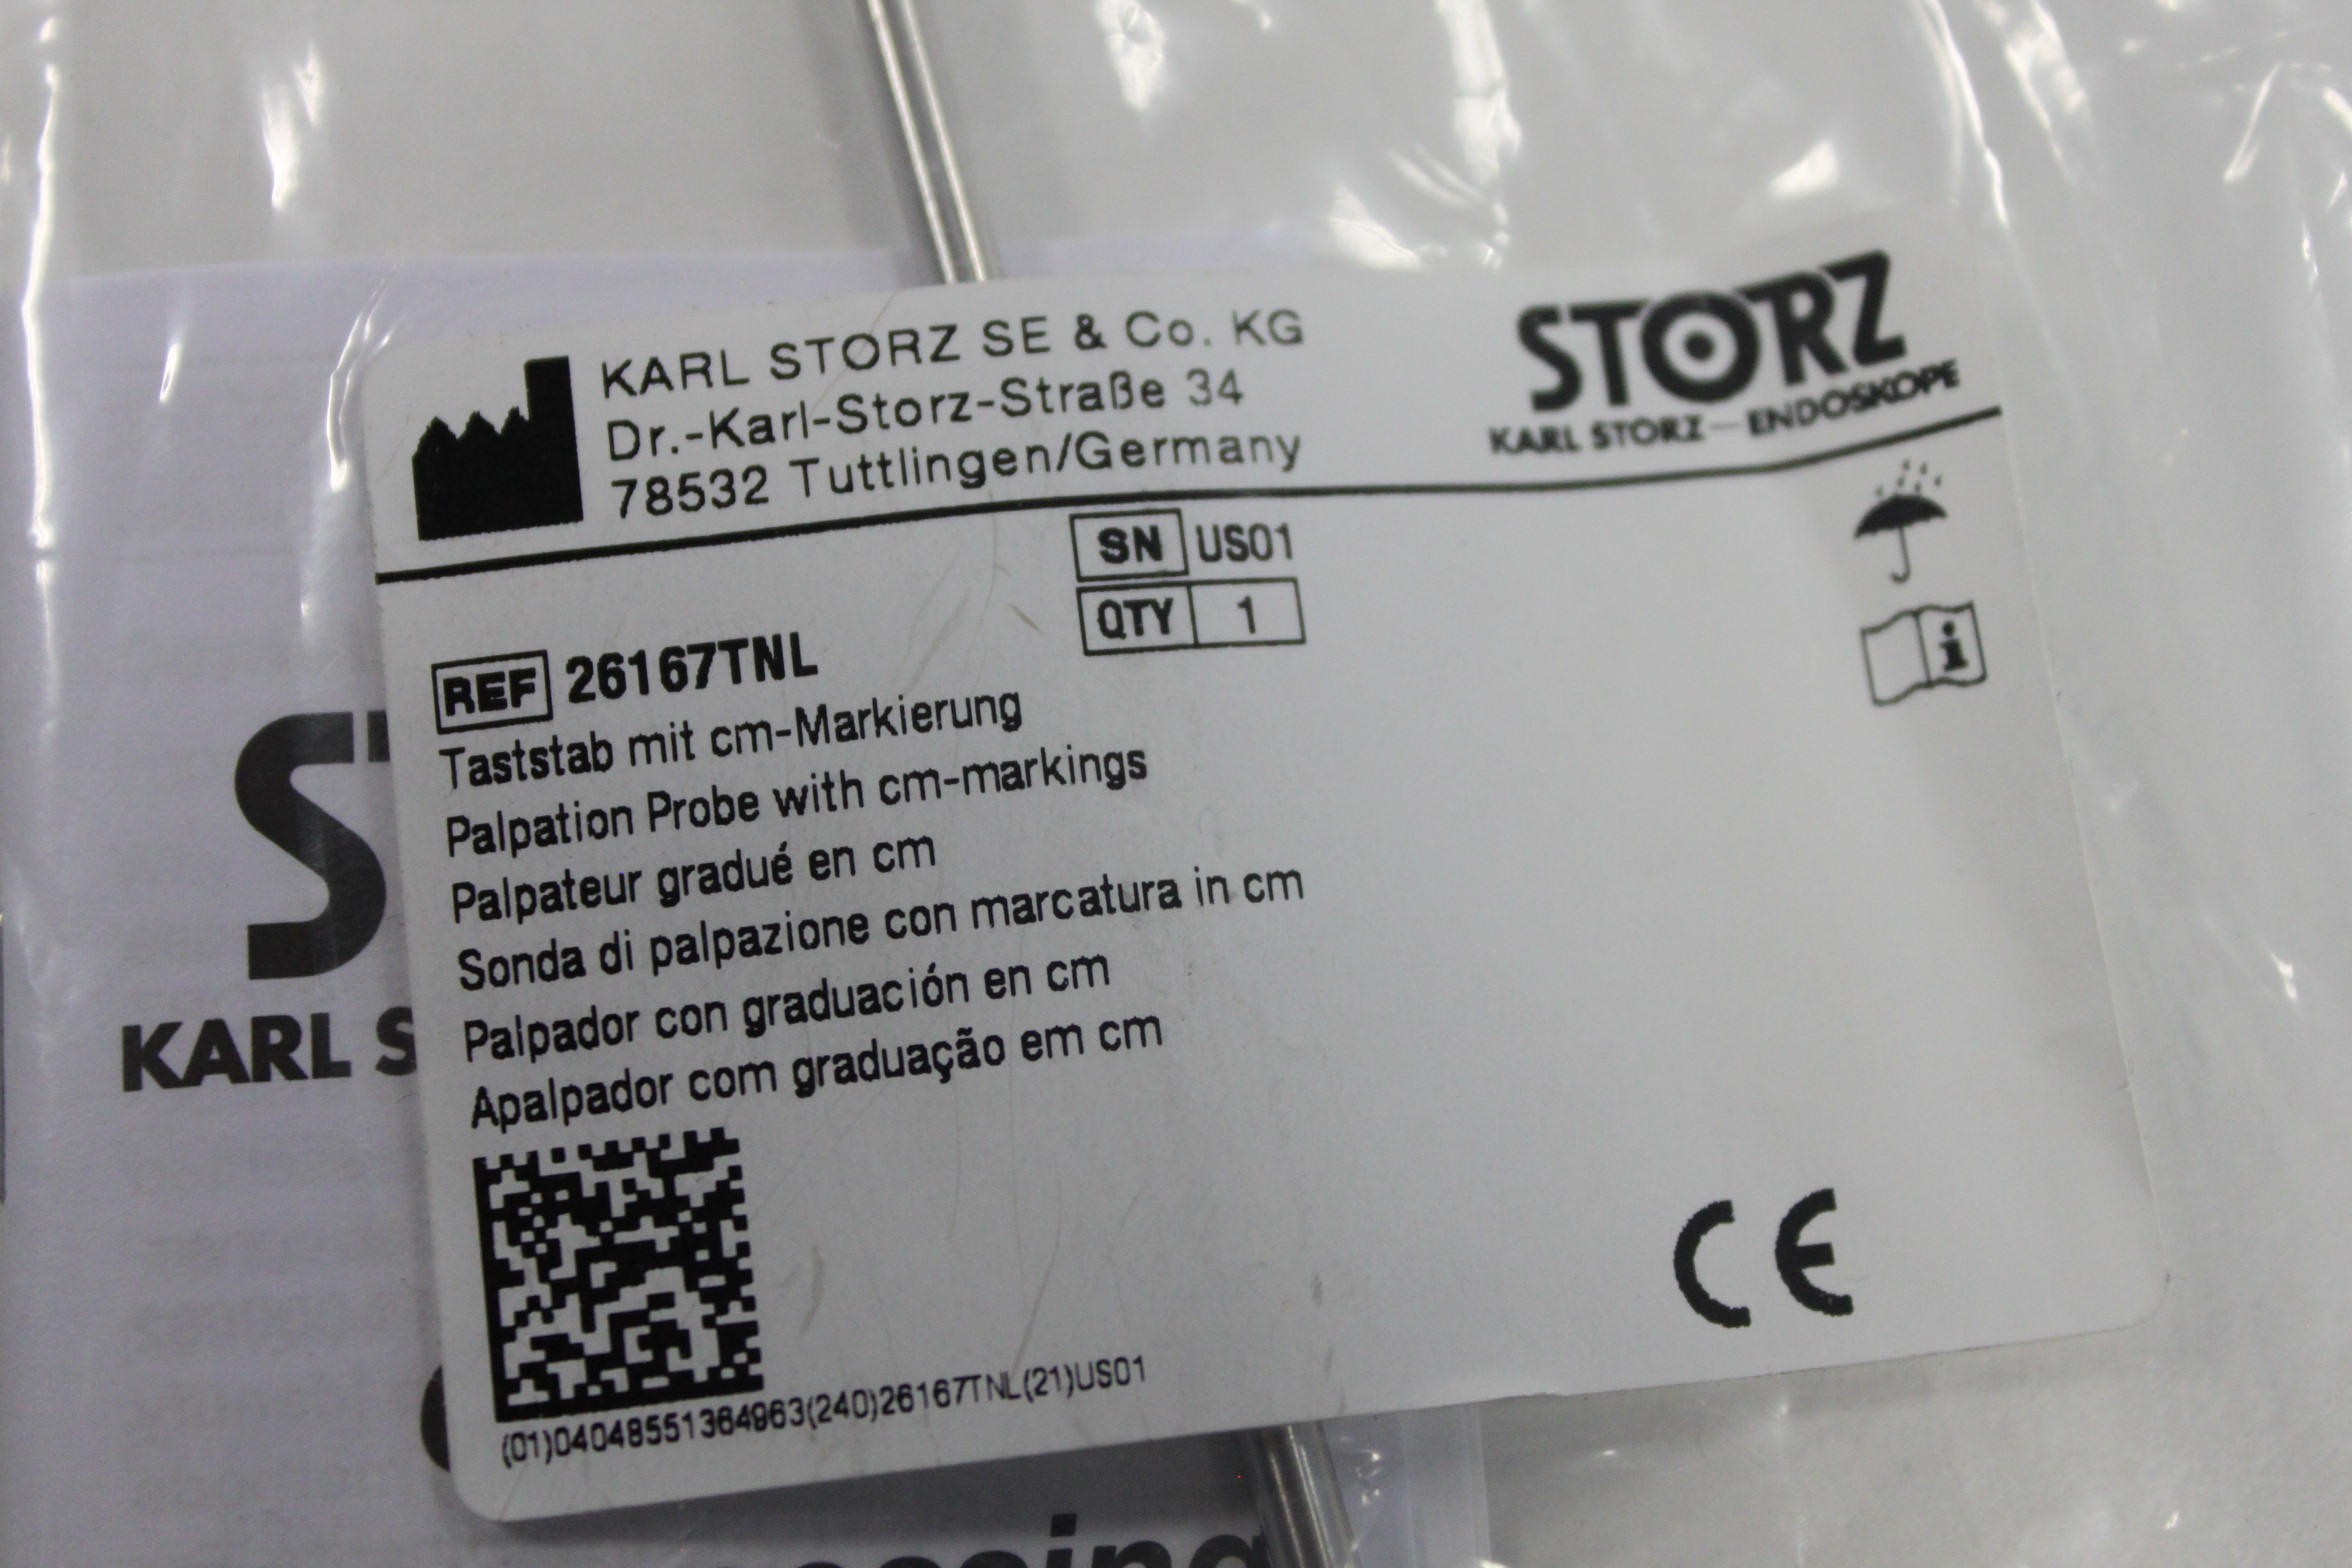 KARL STORZ SE & Co. KG
Dr.-Karl-Storz-Straße 34
78532 Tuttlingen/Germany
STORZ
KARL STORZ — ENDOSKOPE
SN US01
QTY 1
REF 26167TNL
Taststab mit cm-Markierung
Palpation Probe with cm-markings
Palpateur gradué en cm
Sonda di palpazione con marcatura in cm
Palpador con graduación en cm
Apalpador com graduação em cm
(01)04048551364963(240)26167TNL(21)US01
CE
KARL S